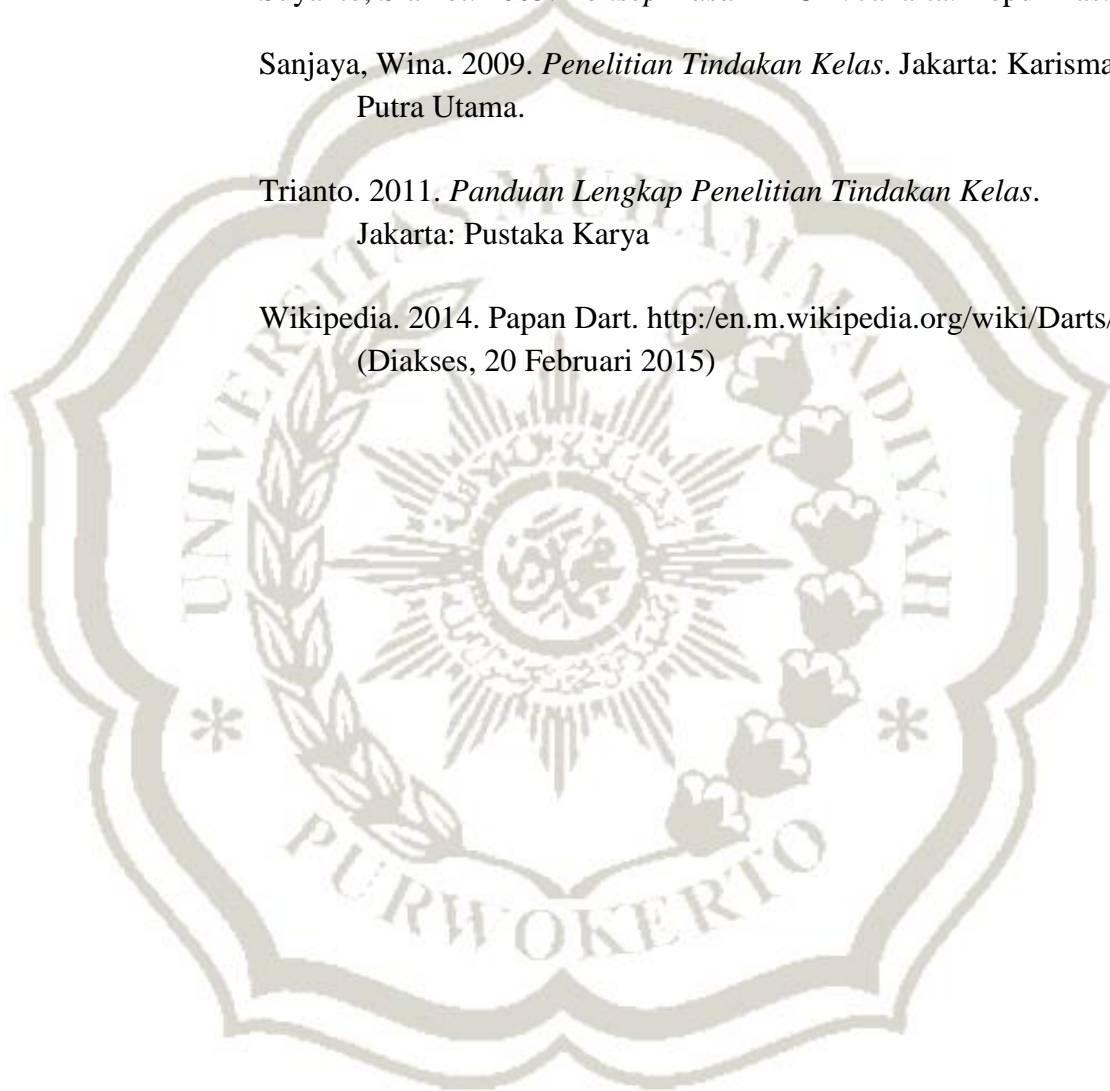 Sanjaya, Wina. 2009. Penelitian Tindakan Kelas. Jakarta: Karisma
Putra Utama.
Trianto. 2011. Panduan Lengkap Penelitian Tindakan Kelas.
Jakarta: Pustaka Karya
Wikipedia. 2014. Papan Dart. http:/en.m.wikipedia.org/wiki/Darts/
(Diakses, 20 Februari 2015)
UNIVERSITAS MUHAMMADIYAH
* *
PURWOKERTO